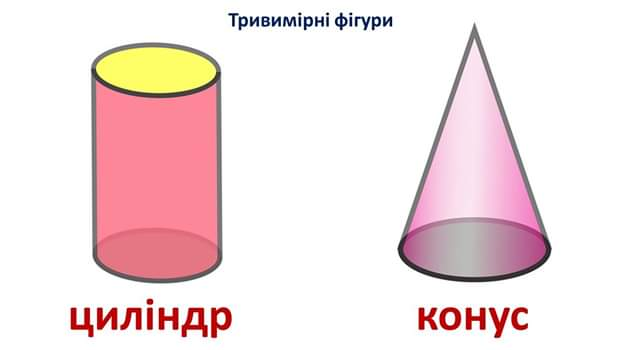 Тривимірні фігури
циліндр
конус